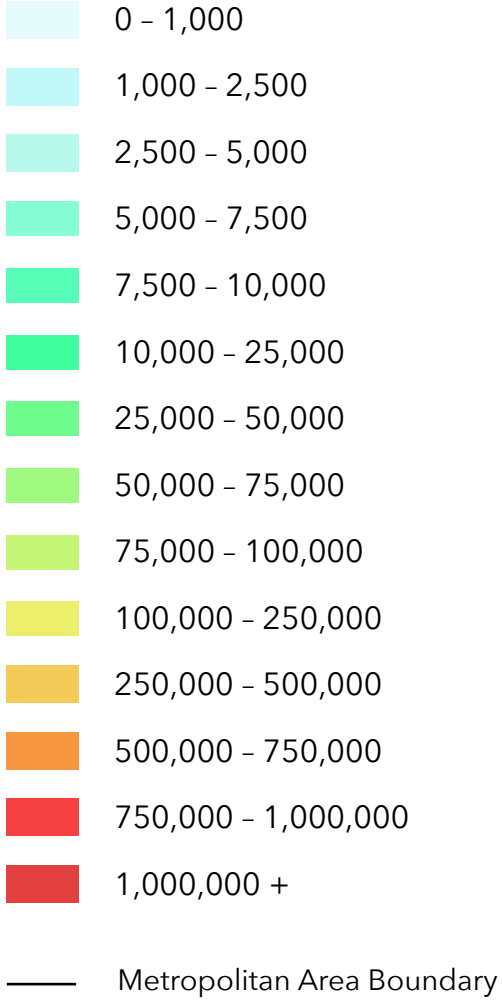 0 – 1,000
1,000 – 2,500
2,500 – 5,000
5,000 – 7,500
7,500 – 10,000
10,000 – 25,000
25,000 – 50,000
50,000 – 75,000
75,000 – 100,000
100,000 – 250,000
250,000 – 500,000
500,000 – 750,000
750,000 – 1,000,000
1,000,000 +
Metropolitan Area Boundary